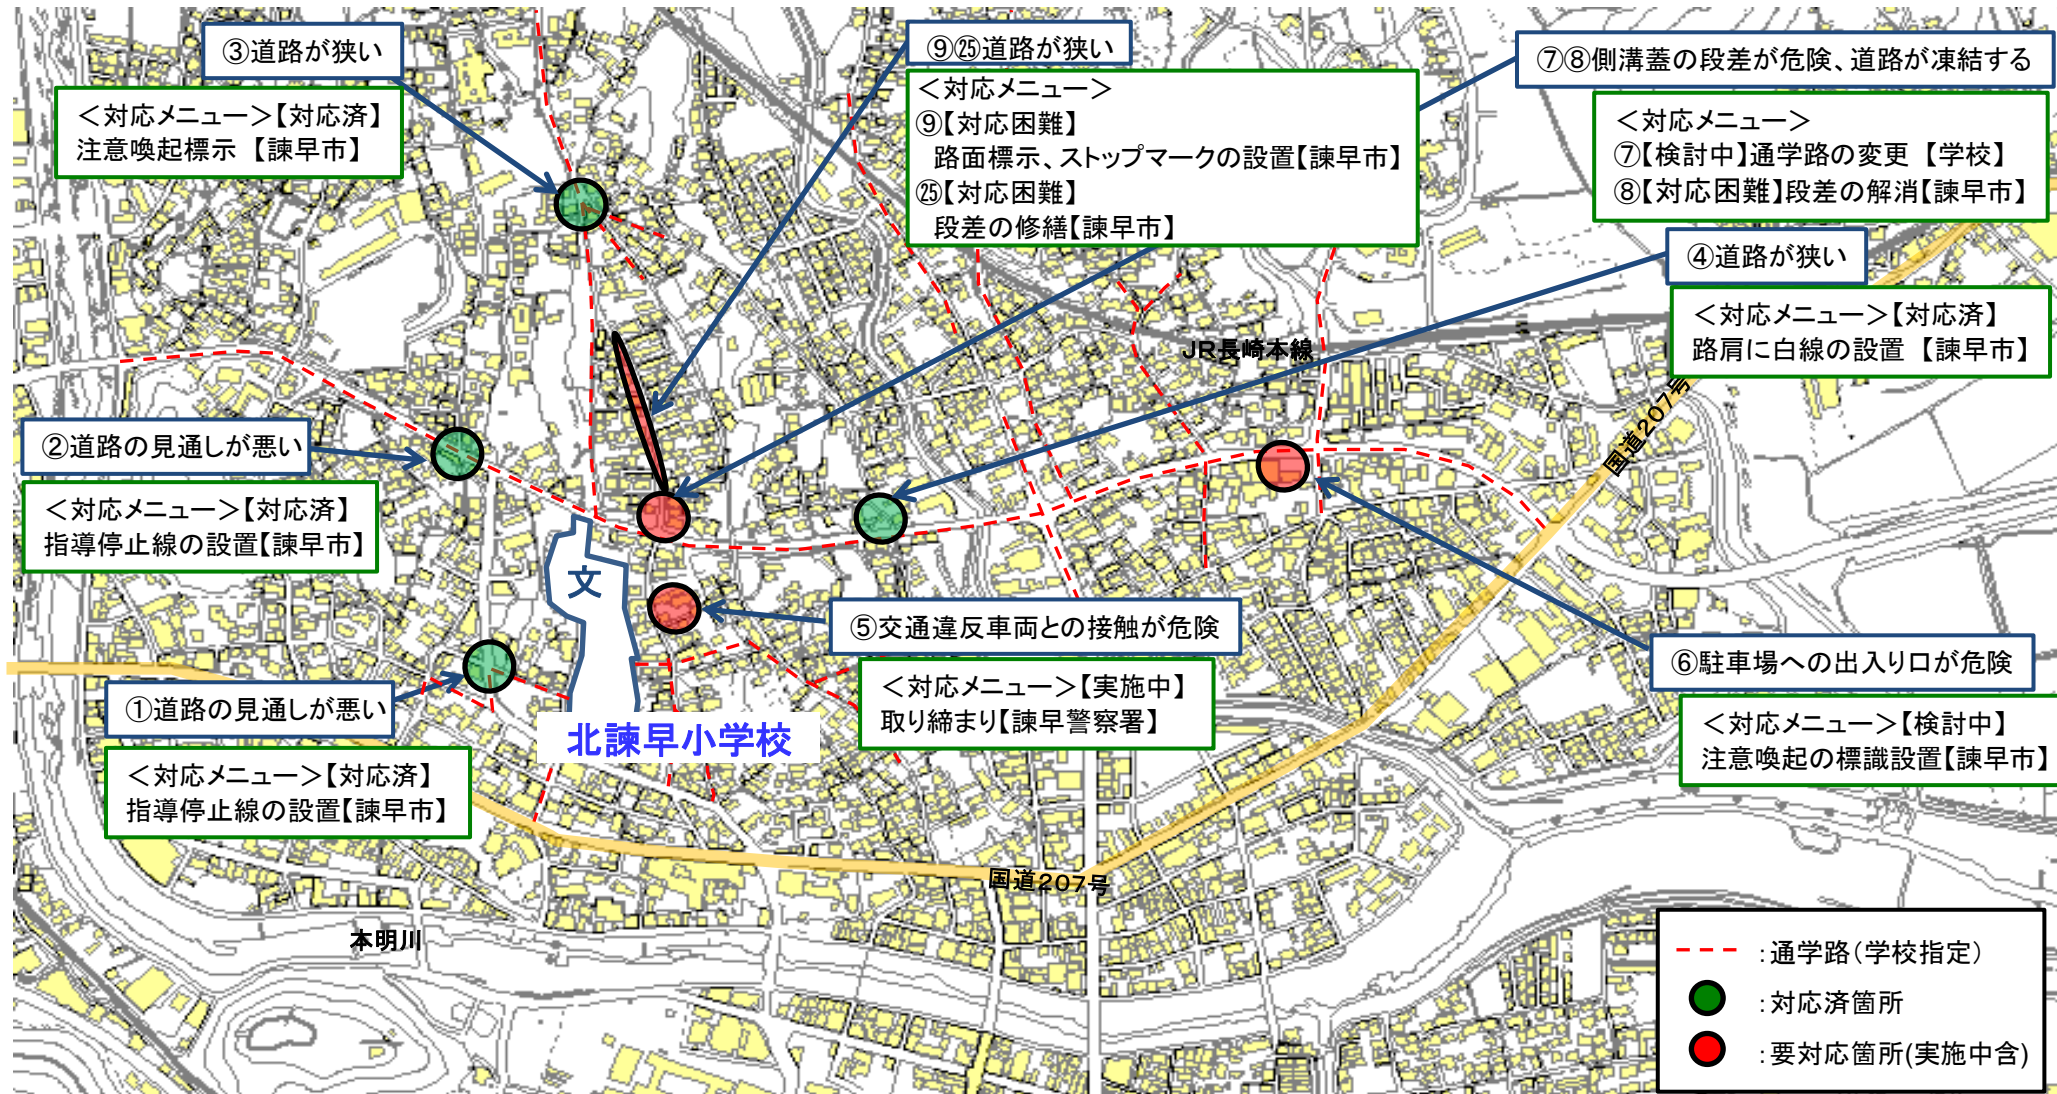 ③道路が狭い
＜対応メニュー＞【対応済】
注意喚起標示 【諫早市】
⑨㉕道路が狭い
＜対応メニュー＞
⑨【対応困難】
路面標示、ストップマークの設置【諫早市】
㉕【対応困難】
段差の修繕【諫早市】
⑦⑧側溝蓋の段差が危険、道路が凍結する
＜対応メニュー＞
⑦【検討中】通学路の変更 【学校】
⑧【対応困難】段差の解消【諫早市】
④道路が狭い
＜対応メニュー＞【対応済】
路肩に白線の設置 【諫早市】
JR長崎本線
国道207号
②道路の見通しが悪い
＜対応メニュー＞【対応済】
指導停止線の設置【諫早市】
文
⑤交通違反車両との接触が危険
＜対応メニュー＞【実施中】
取り締まり【諫早警察署】
⑥駐車場への出入り口が危険
＜対応メニュー＞【検討中】
注意喚起の標識設置【諫早市】
①道路の見通しが悪い
＜対応メニュー＞【対応済】
指導停止線の設置【諫早市】
北諫早小学校
国道207号
本明川
：通学路（学校指定）
：対応済箇所
：要対応箇所(実施中含)